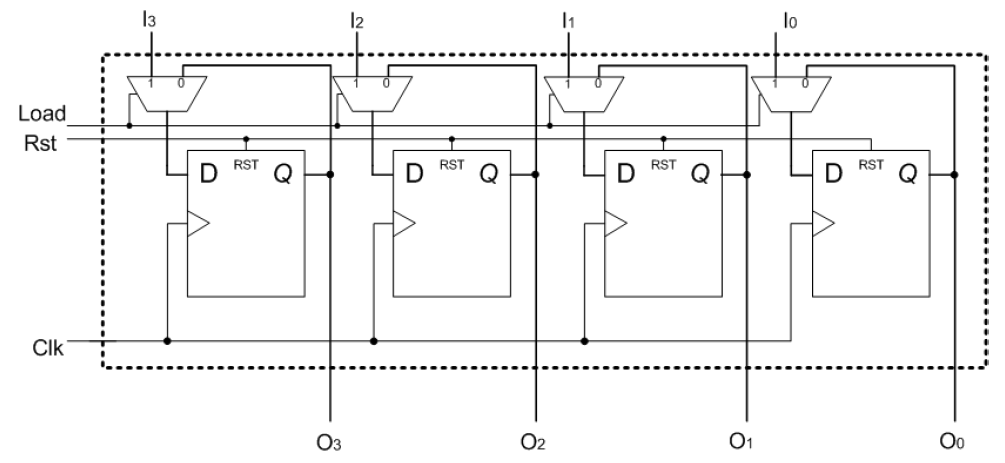 I3 I2 I1 I0
1 0 1 0 1 0 1 0
Load
Rst
D RST Q D RST Q D RST Q D RST Q
Clk
O3 O2 O1 O0